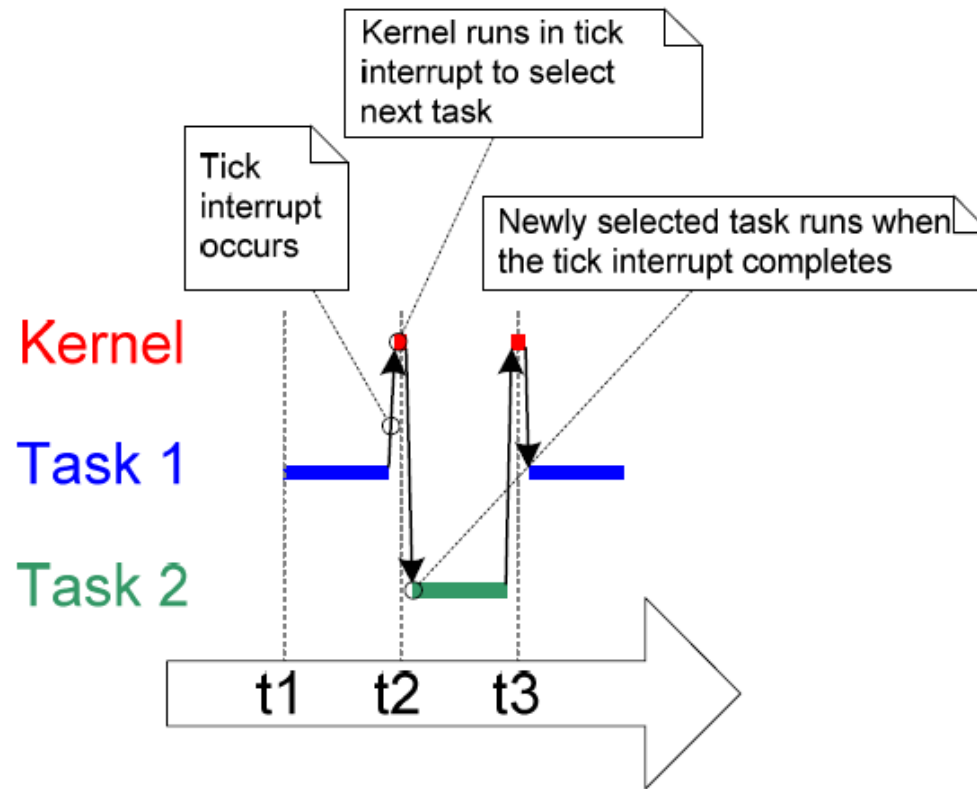 Kernel runs in tick
interrupt to select
next task
Tick
interrupt
occurs
Newly selected task runs when
the tick interrupt completes
Kernel
Task 1
Task 2
t1 t2 t3